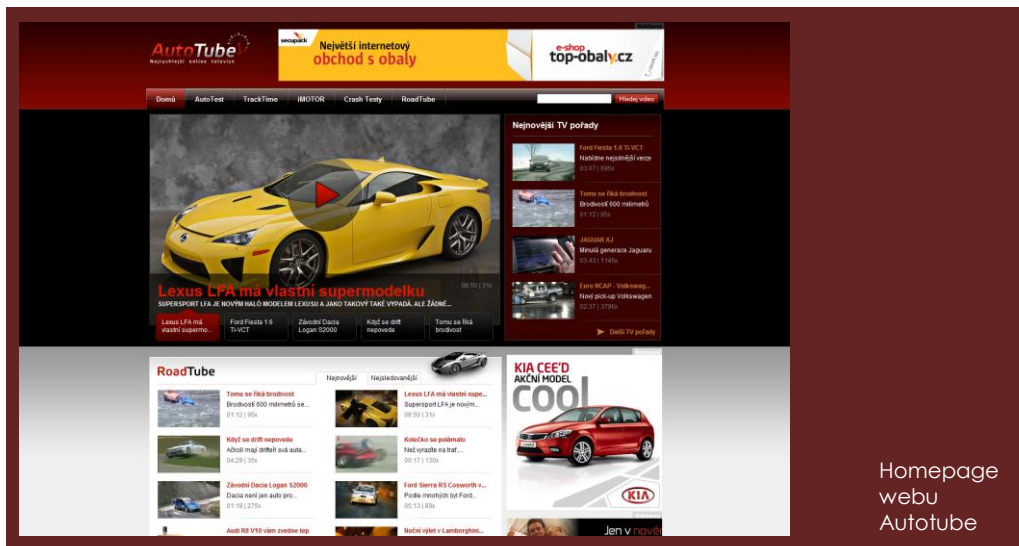 Reklama
AutoTube
Nejrychlejší online televize
secupack
Největší internetový
obchod s obaly
e-shop
top-obaly.cz
Domů
AutoTest
TrackTime
iMOTOR
Crash Testy
RoadTube
Hledej video
Lexus LFA má vlastní supermodelku
08:50 | 31x
SUPERSPORT LFA JE NOVÝM HALÓ MODELEM LEXUSU A JAKO TAKOVÝ TAKÉ VYPADÁ. ALE ŽÁDNÉ...
Lexus LFA má
vlastní supermo...
Ford Fiesta 1.6
Ti-VCT
Závodní Dacia
Logan S2000
Když se drift
nepovede
Tomu se říká
brodivost
Nejnovější TV pořady
Ford Fiesta 1.6 Ti-VCT
Nabídne nejsilnější verze
03:07 | 695x
Tomu se říká brodivost
Brodivostí 600 milimetrů
01:12 | 95x
JAGUAR XJ
Minulá generace Jaguaru
03:43 | 1145x
Euro NCAP - Volkswag...
Nový pick-up Volkswagen
02:37 | 3796x
Další TV pořady
RoadTube
Nejnovější
Nejsledovanější
Tomu se říká brodivost
Brodivostí 600 milimetrů se...
01:12 | 95x
Když se drift nepovede
Ačkoli mají drifteři svá auta...
04:29 | 35x
Závodní Dacia Logan S2000
Dacia není jen auto pro...
01:19 | 275x
Audi R8 V10 vám zvedne tep
Lexus LFA má vlastní supe...
Supersport LFA je novým...
08:50 | 31x
Kolečko se polámalo
Než vyrazíte na trať,...
00:17 | 130x
Ford Sierra RS Cosworth v...
Podle mnohých byl Ford...
05:13 | 89x
Noční výlet v Lamborghini...
Reklama
KIA CEE'D
AKČNÍ MODEL
COOL
KIA
Jen v nové
Homepage
webu
Autotube